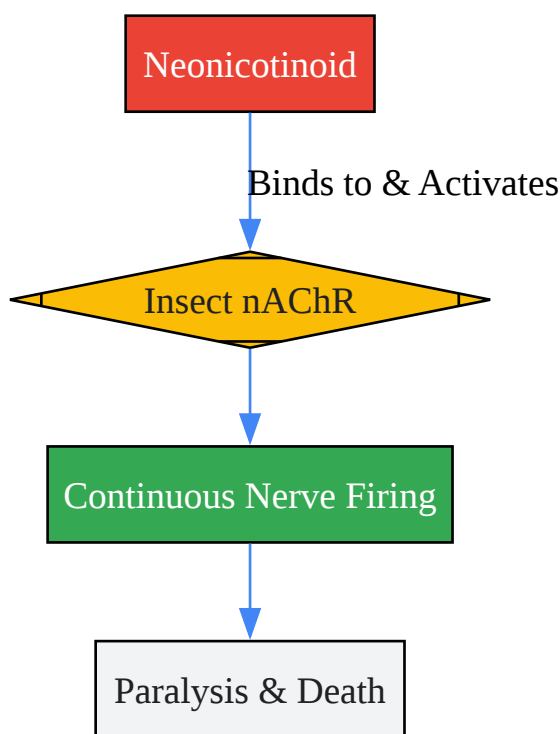 Neonicotinoid
Binds to & Activates
Insect nAChR
Continuous Nerve Firing
Paralysis & Death